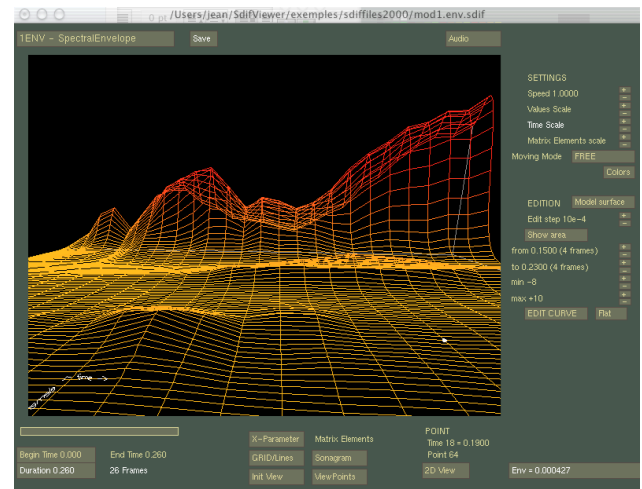 /Users/jean/SdifViewer/exemples/sdiffiles2000/mod1.env.sdif
1ENV - SpectralEnvelope
Save
Audio
SETTINGS
Speed 1.0000
Values Scale
Time Scale
Matrix Elements scale
Moving Mode FREE
Colors
EDITION Model surface
Edit step 10e-4
Show area
from 0.1500 (4 frames)
to 0.2300 (4 frames)
min -8
max +10
EDIT CURVE Flat
time
POINT
X-Parameter Matrix Elements Time 18 = 0.1900
Begin Time 0.000 End Time 0.260 GRID/Lines Sonagram Point 64
Duration 0.260 26 Frames Init View ViewPoints 2D View Env = 0.000427